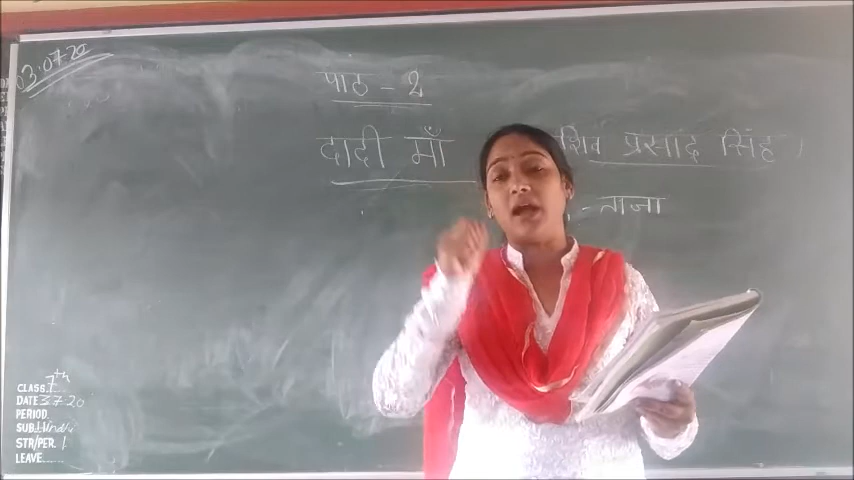 03.07.20
पाठ - 2
दादी माँ शिव प्रसाद सिंह
- ताजा
CLASS 7th
DATE 3.7.20
PERIOD
SUB. Hindi
STR/PER. 1
LEAVE